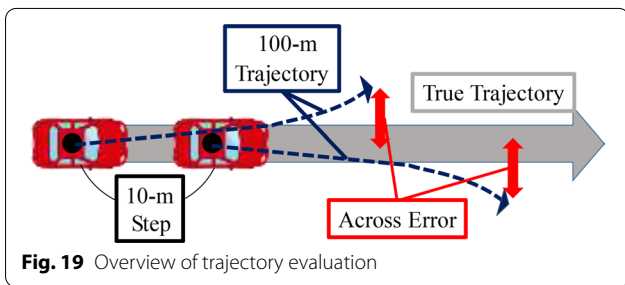 100-m
Trajectory
True Trajectory
10-m
Step
Across Error
Fig. 19 Overview of trajectory evaluation